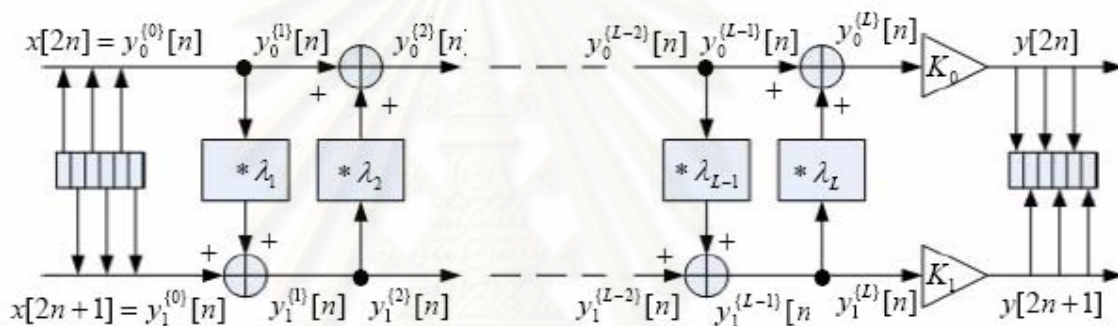 x[2n] = y_0^{0}[n] y_0^{1}[n] y_0^{2}[n] y_0^{L-2}[n] y_0^{L-1}[n] y_0^{L}[n] K_0 y[2n]
+ + + +
* λ_1 * λ_2 * λ_{L-1} * λ_L
+ + + +
x[2n+1] = y_1^{0}[n] y_1^{1}[n] y_1^{2}[n] y_1^{L-2}[n] y_1^{L-1}[n y_1^{L}[n] K_1 y[2n+1]